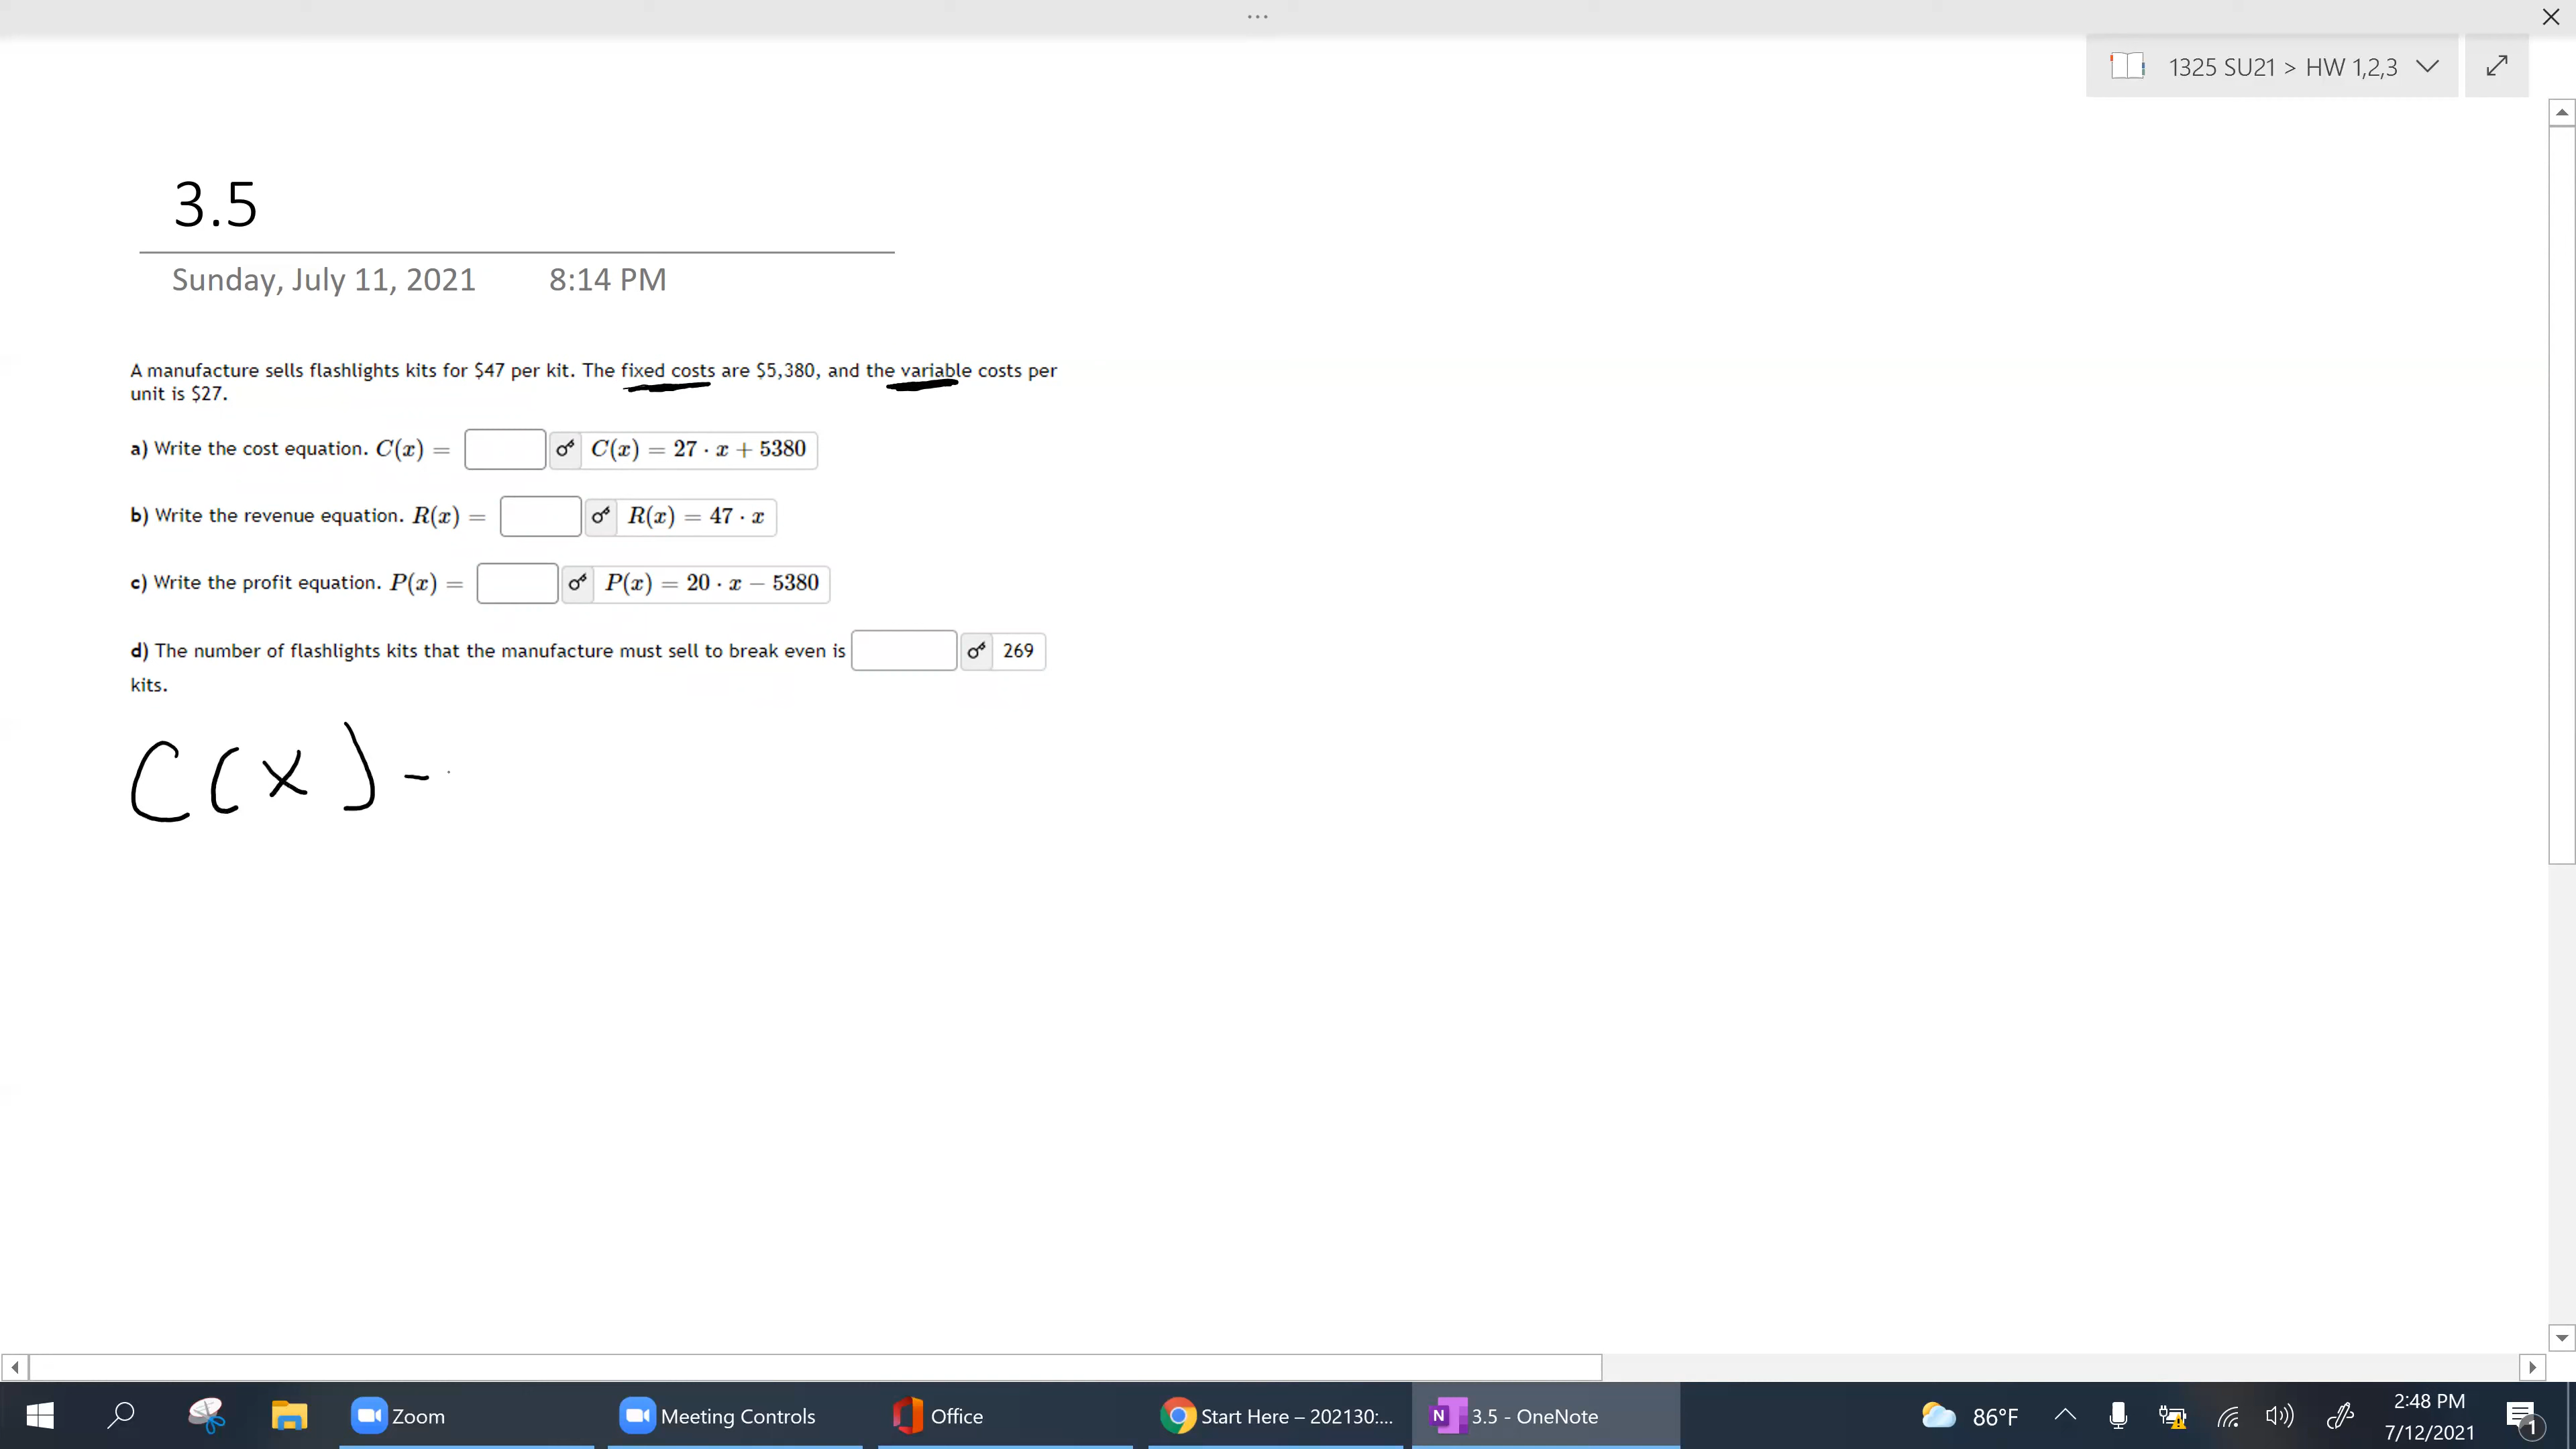 ...
1325 SU21 > HW 1,2,3
3.5
Sunday, July 11, 2021 8:14 PM
A manufacture sells flashlights kits for $47 per kit. The fixed costs are $5,380, and the variable costs per
unit is $27.
a) Write the cost equation. C(x) = C(x) = 27 · x + 5380
b) Write the revenue equation. R(x) = R(x) = 47 · x
c) Write the profit equation. P(x) = P(x) = 20 · x − 5380
d) The number of flashlights kits that the manufacture must sell to break even is 269
kits.
C(x) -
Zoom Meeting Controls Office Start Here – 202130:... N 3.5 - OneNote 86°F 2:48 PM
7/12/2021 1